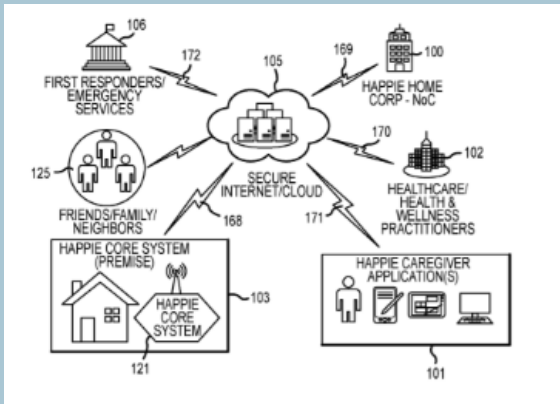 106
172
105
169
100
FIRST RESPONDERS/
EMERGENCY
SERVICES
HAPPIE HOME
CORP - NoC
170
102
125
SECURE
INTERNET/CLOUD
HEALTHCARE/
HEALTH &
WELLNESS
PRACTITIONERS
FRIENDS/FAMILY/
NEIGHBORS
168
171
HAPPIE CORE SYSTEM
(PREMISE)
HAPPIE
CORE
SYSTEM
103
121
HAPPIE CAREGIVER
APPLICATION(S)
101